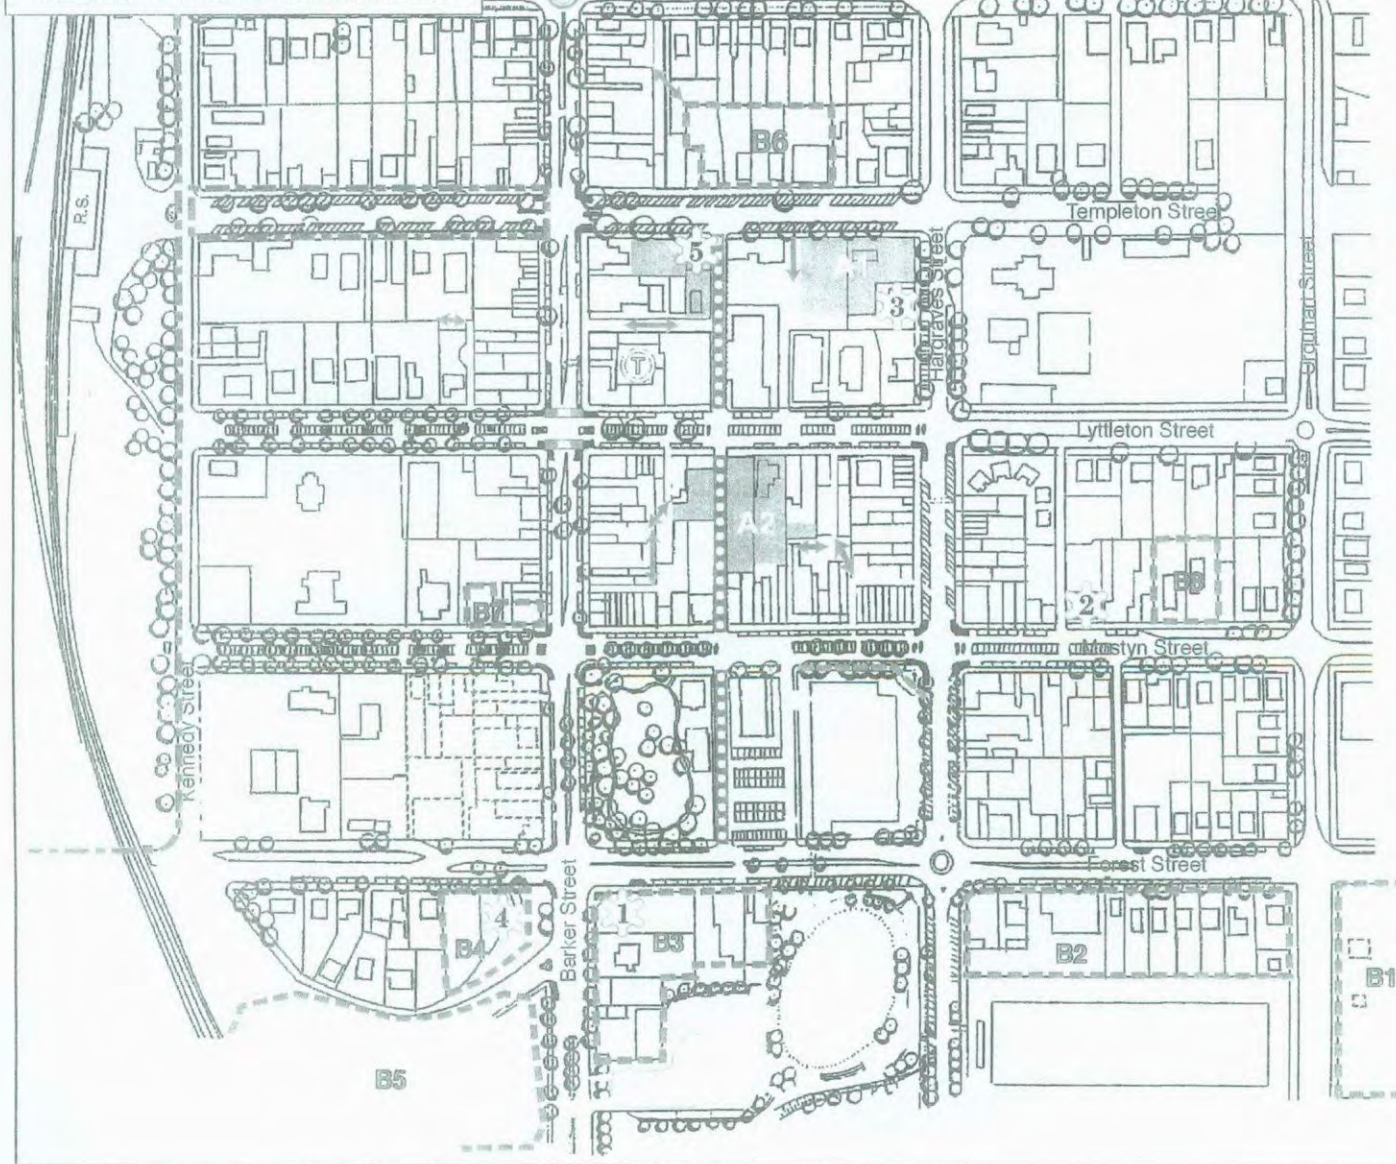 B6
R.S.
Templeton Street
5
A1
3
Hargraves Street
Urquhart Street
T
Lyttleton Street
A2
B8
2
B7
Mostyn Street
Kennedy Street
Forest Street
4
1
B4
B3
B2
Barker Street
B1
B5